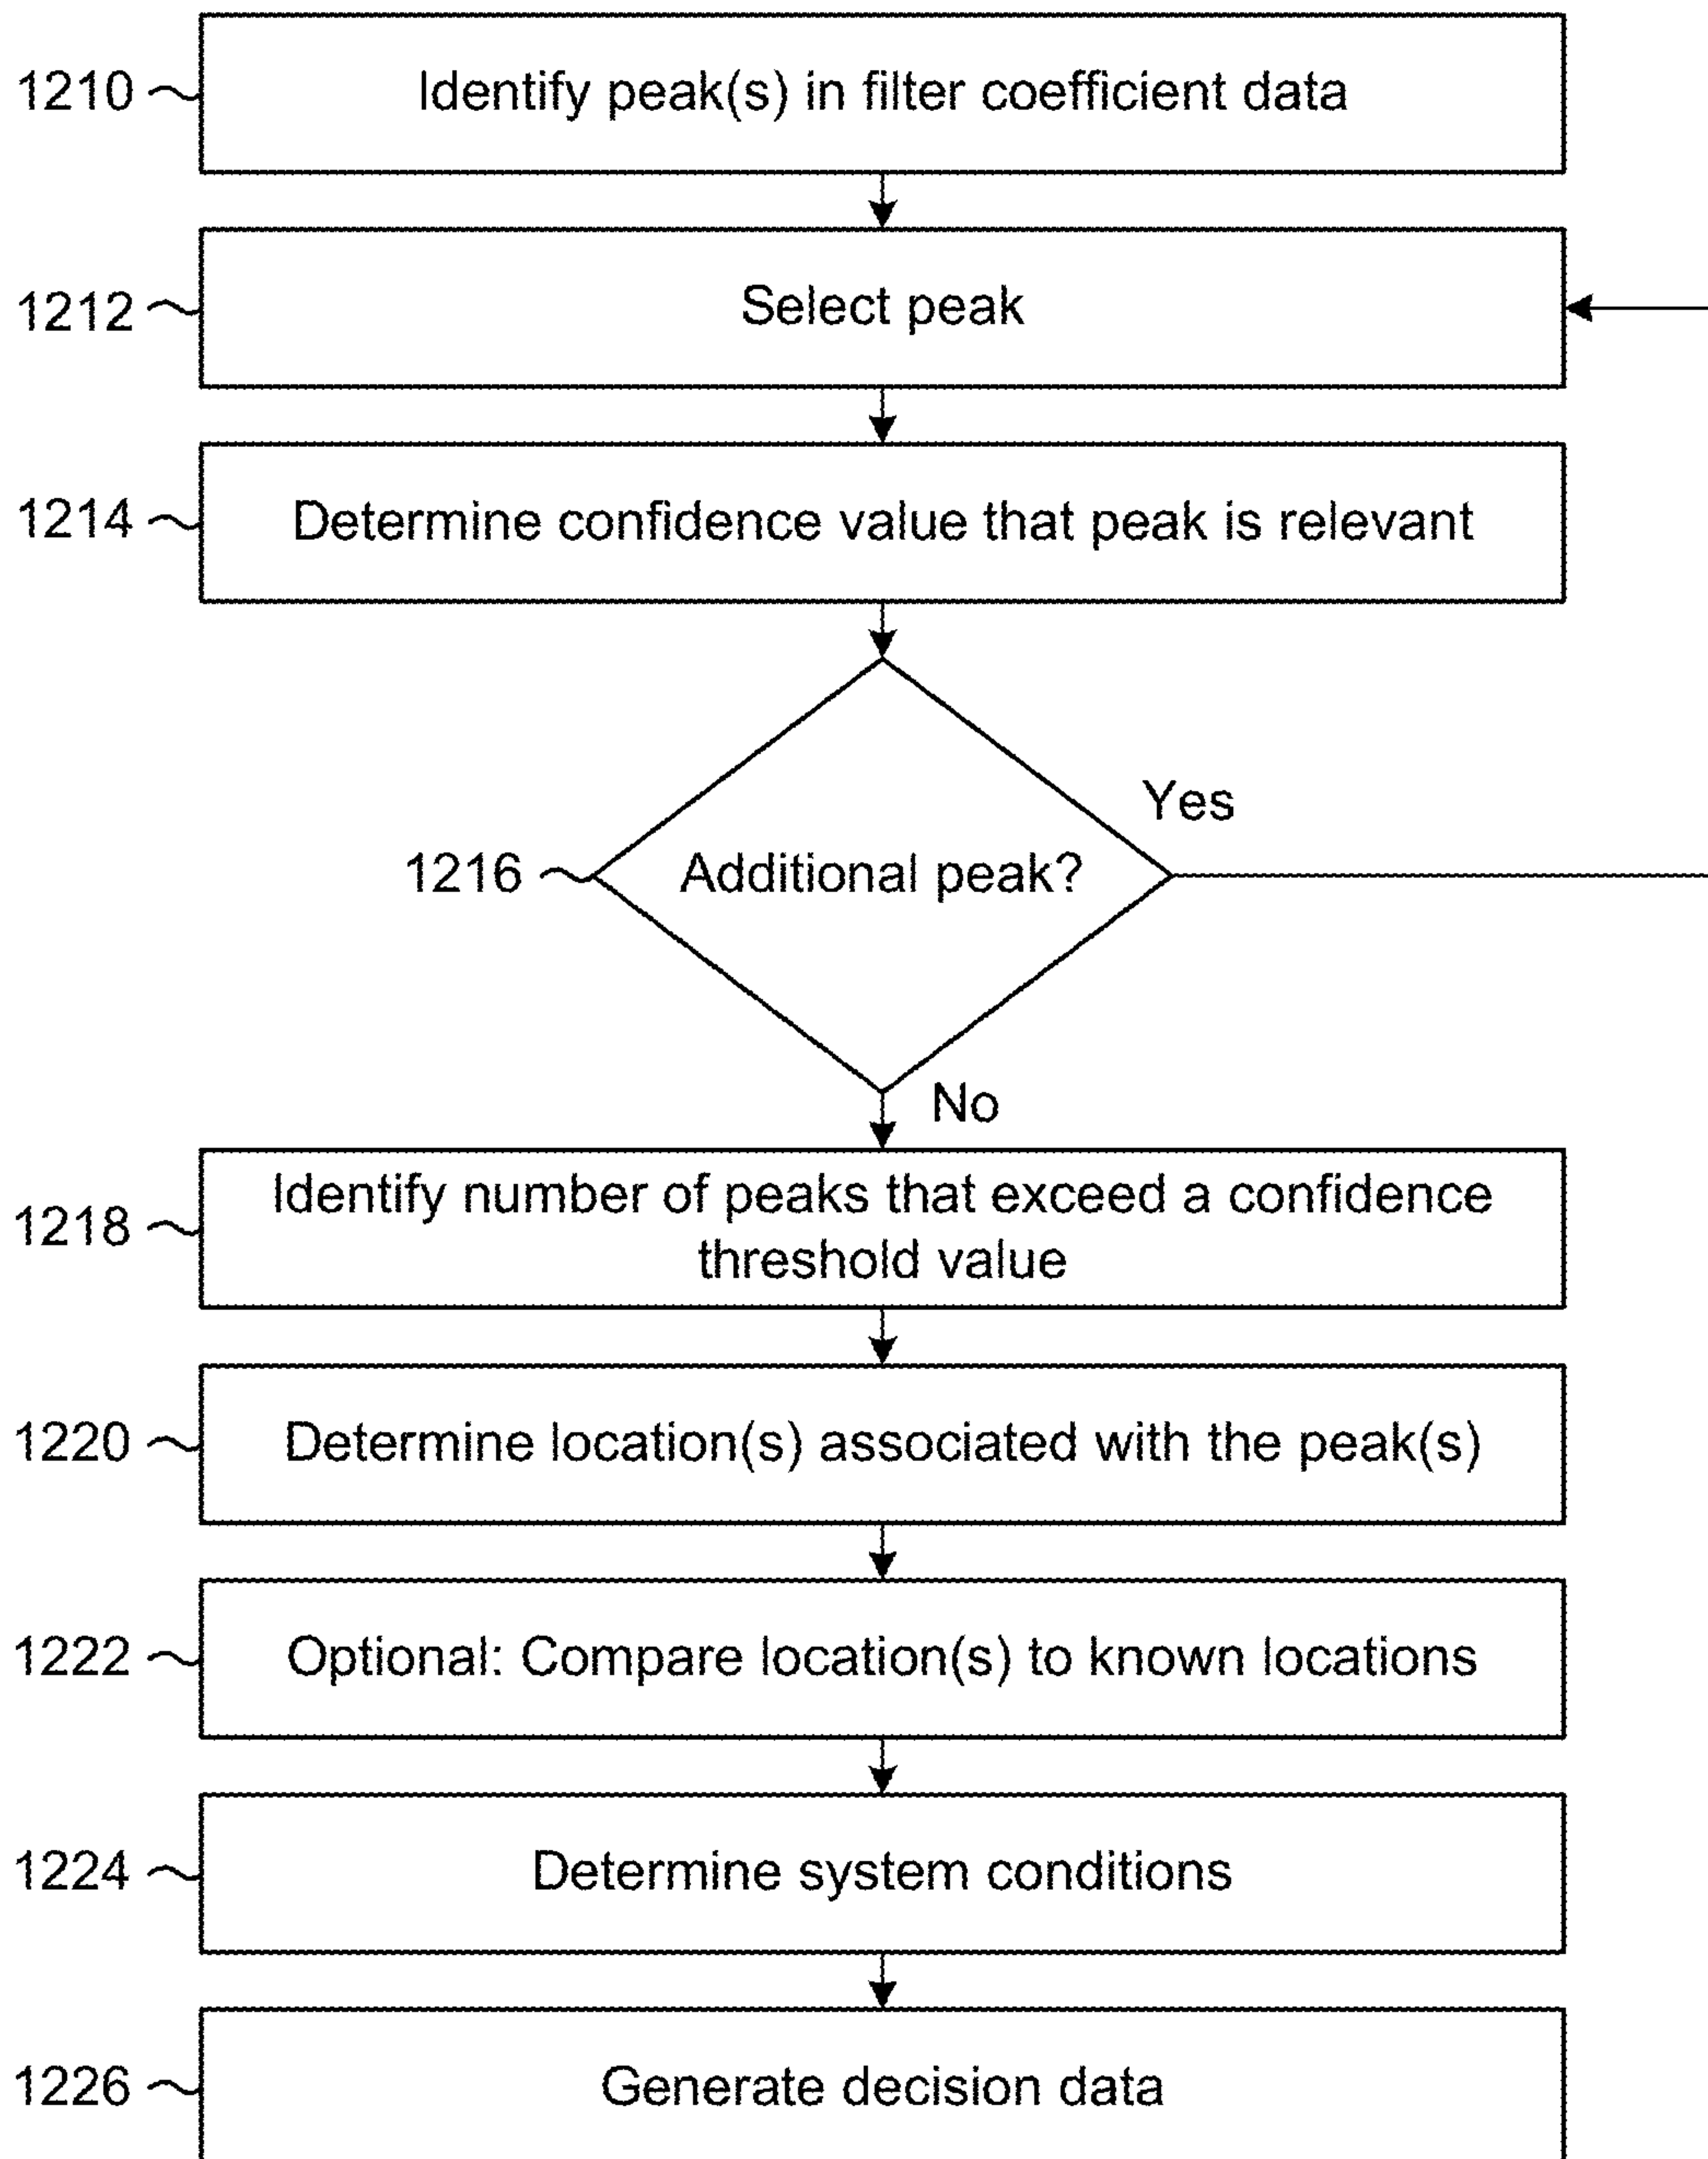 1210
Identify peak(s) in filter coefficient data
1212
Select peak
1214
Determine confidence value that peak is relevant
Yes
1216
Additional peak?
No
1218
Identify number of peaks that exceed a confidence
threshold value
1220
Determine location(s) associated with the peak(s)
1222
Optional: Compare location(s) to known locations
1224
Determine system conditions
1226
Generate decision data